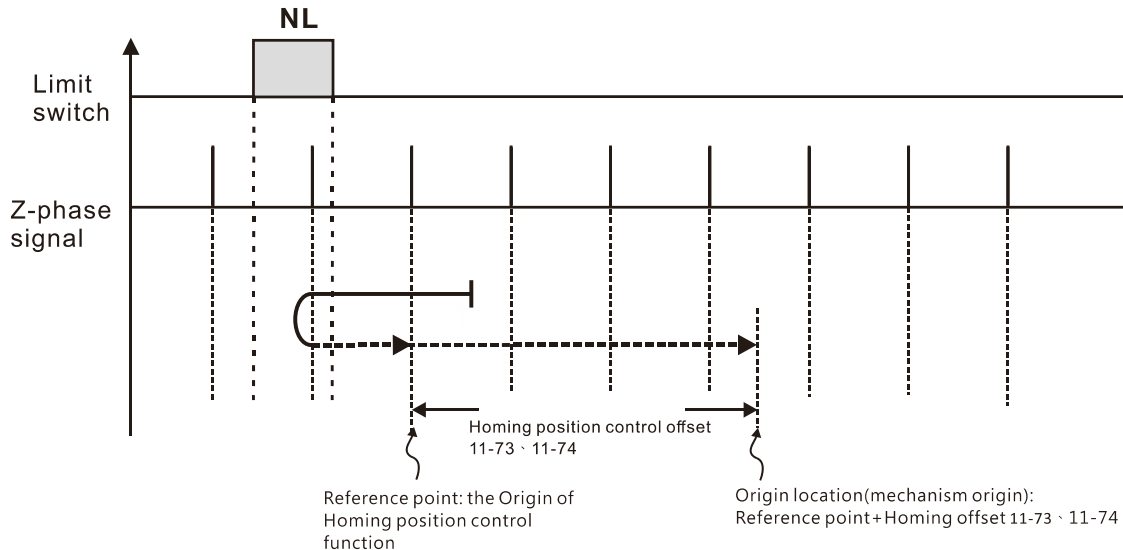 NL
Limit
switch
Z-phase
signal
Homing position control offset
11-73、11-74
Reference point: the Origin of
Homing position control
function
Origin location(mechanism origin):
Reference point+Homing offset 11-73、11-74